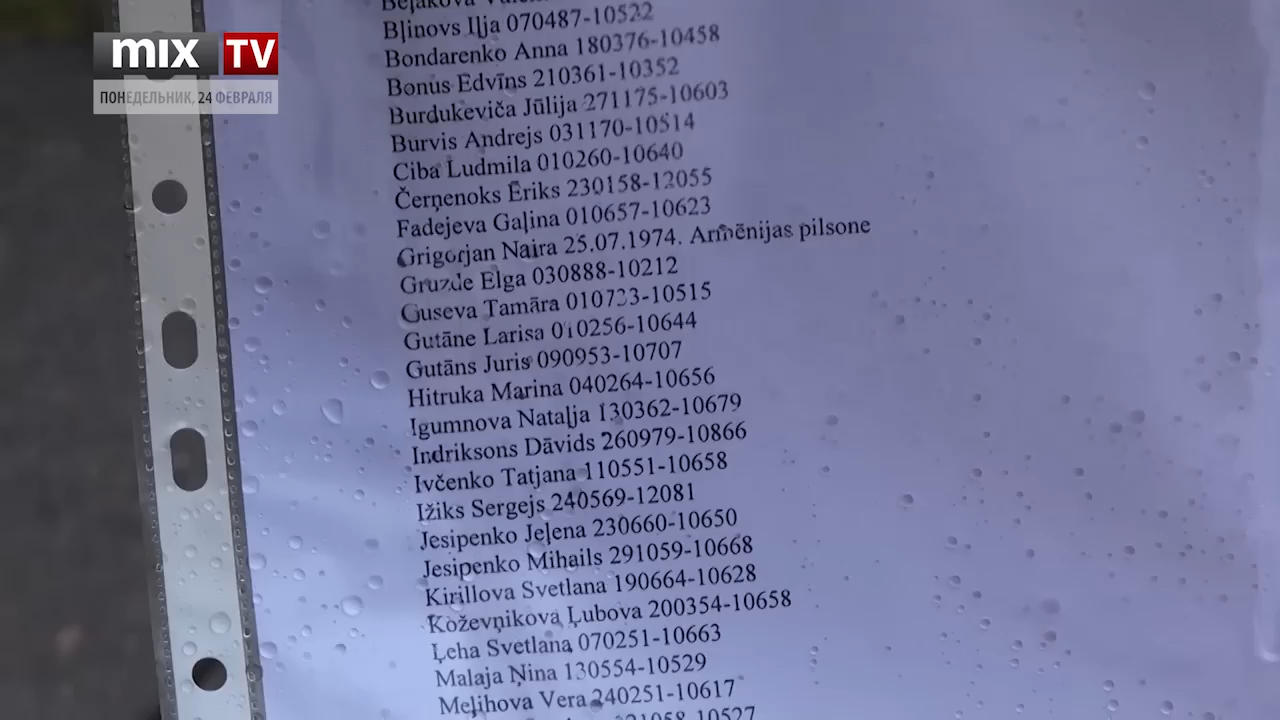 mix TV
ПОНЕДЕЛЬНИК, 24 ФЕВРАЛЯ
Bļinovs Iļja 070487-10522
Bondarenko Anna 180376-10458
Bonus Edvīns 210361-10352
Burdukeviča Jūlija 271175-10603
Burvis Andrejs 031170-10514
Ciba Ludmila 010260-10640
Čerņenoks Ēriks 230158-12055
Fadejeva Gaļina 010657-10623
Grigorjan Naira 25.07.1974. Armēnijas pilsone
Gruzde Elga 030888-10212
Guseva Tamāra 010723-10515
Gutāne Larisa 010256-10644
Gutāns Juris 090953-10707
Hitruka Marina 040264-10656
Igumnova Nataļja 130362-10679
Indriksons Dāvids 260979-10866
Ivčenko Tatjana 110551-10658
Ižiks Sergejs 240569-12081
Jesipenko Jeļena 230660-10650
Jesipenko Mihails 291059-10668
Kirillova Svetlana 190664-10628
Koževņikova Ļubova 200354-10658
Ļeha Svetlana 070251-10663
Malaja Ņina 130554-10529
Meļihova Vera 240251-10617